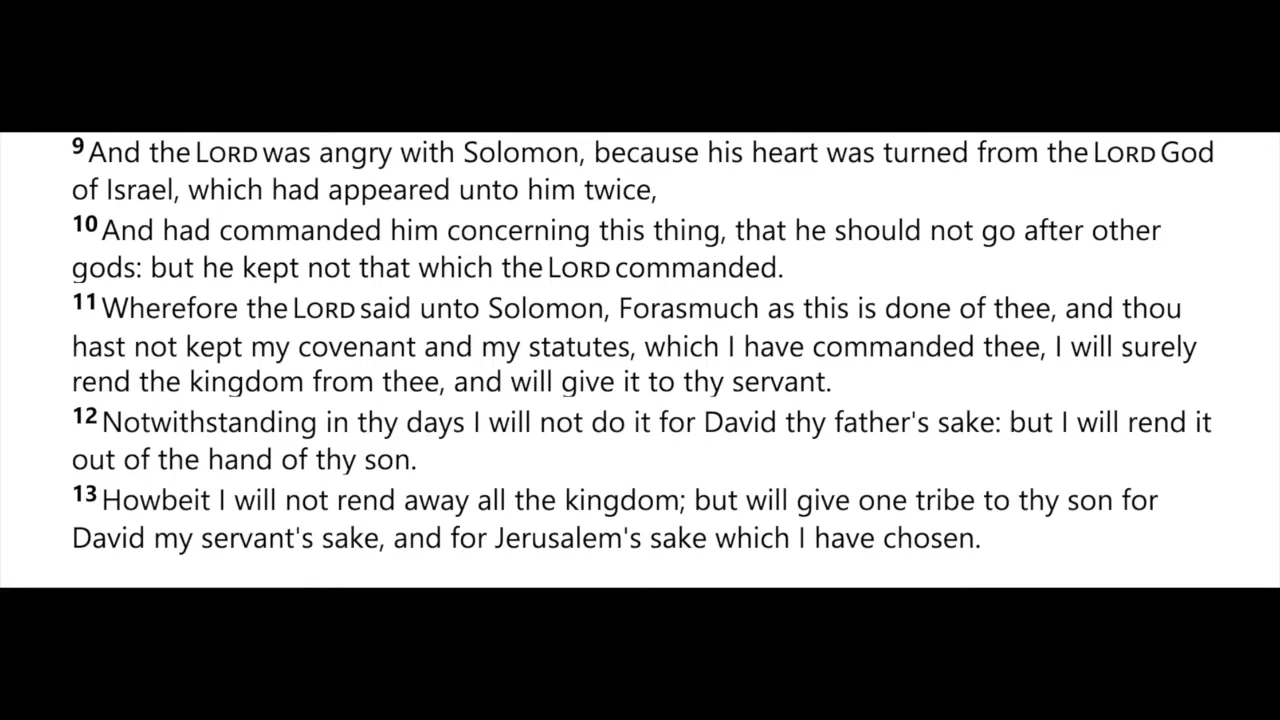 9 And the LORD was angry with Solomon, because his heart was turned from the LORD God
of Israel, which had appeared unto him twice,
10 And had commanded him concerning this thing, that he should not go after other
gods: but he kept not that which the LORD commanded.
11 Wherefore the LORD said unto Solomon, Forasmuch as this is done of thee, and thou
hast not kept my covenant and my statutes, which I have commanded thee, I will surely
rend the kingdom from thee, and will give it to thy servant.
12 Notwithstanding in thy days I will not do it for David thy father's sake: but I will rend it
out of the hand of thy son.
13 Howbeit I will not rend away all the kingdom; but will give one tribe to thy son for
David my servant's sake, and for Jerusalem's sake which I have chosen.